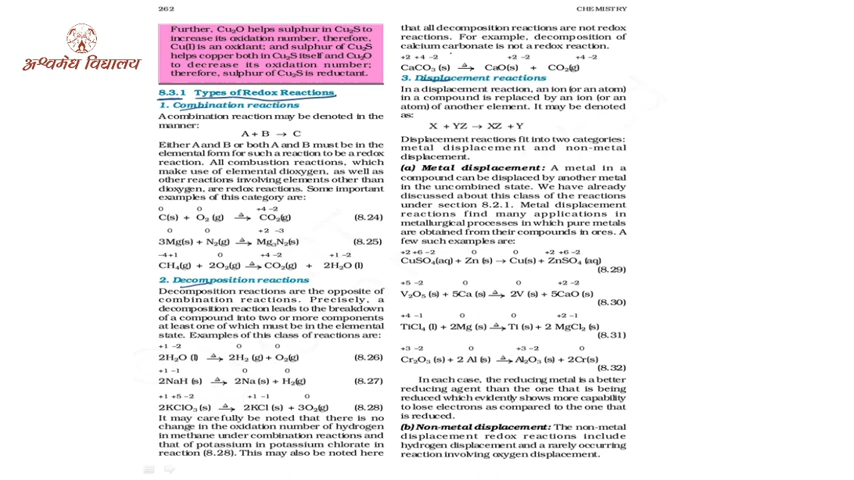 262
CHEMISTRY
अश्वमेध विद्यालय
Further, Cu₂O helps sulphur in Cu₂S to
increase its oxidation number, therefore,
Cu(I) is an oxidant; and sulphur of Cu₂S
helps copper both in Cu₂S itself and Cu₂O
to decrease its oxidation number;
therefore, sulphur of Cu₂S is reductant.
8.3.1 Types of Redox Reactions
1. Combination reactions
A combination reaction may be denoted in the
manner:
A + B → C
Either A and B or both A and B must be in the
elemental form for such a reaction to be a redox
reaction. All combustion reactions, which
make use of elemental dioxygen, as well as
other reactions involving elements other than
dioxygen, are redox reactions. Some important
examples of this category are:
0 0 +4 –2
C(s) + O₂ (g) →Δ CO₂(g) (8.24)
0 0 +2 –3
3Mg(s) + N₂(g) →Δ Mg₃N₂(s) (8.25)
–4+1 0 +4 –2 +1 –2
CH₄(g) + 2O₂(g) →Δ CO₂(g) + 2H₂O (l)
2. Decomposition reactions
Decomposition reactions are the opposite of
combination reactions. Precisely, a
decomposition reaction leads to the breakdown
of a compound into two or more components
at least one of which must be in the elemental
state. Examples of this class of reactions are:
+1 –2 0 0
2H₂O (l) →Δ 2H₂ (g) + O₂(g) (8.26)
+1 –1 0 0
2NaH (s) →Δ 2Na (s) + H₂(g) (8.27)
+1 +5 –2 +1 –1 0
2KClO₃ (s) →Δ 2KCl (s) + 3O₂(g) (8.28)
It may carefully be noted that there is no
change in the oxidation number of hydrogen
in methane under combination reactions and
that of potassium in potassium chlorate in
reaction (8.28). This may also be noted here
that all decomposition reactions are not redox
reactions. For example, decomposition of
calcium carbonate is not a redox reaction.
+2 +4 –2 +2 –2 +4 –2
CaCO₃ (s) →Δ CaO(s) + CO₂(g)
3. Displacement reactions
In a displacement reaction, an ion (or an atom)
in a compound is replaced by an ion (or an
atom) of another element. It may be denoted
as:
X + YZ → XZ + Y
Displacement reactions fit into two categories:
metal displacement and non-metal
displacement.
(a) Metal displacement: A metal in a
compound can be displaced by another metal
in the uncombined state. We have already
discussed about this class of the reactions
under section 8.2.1. Metal displacement
reactions find many applications in
metallurgical processes in which pure metals
are obtained from their compounds in ores. A
few such examples are:
+2 +6 –2 0 0 +2 +6 –2
CuSO₄(aq) + Zn (s) → Cu(s) + ZnSO₄ (aq)
(8.29)
+5 –2 0 0 +2 –2
V₂O₅ (s) + 5Ca (s) →Δ 2V (s) + 5CaO (s)
(8.30)
+4 –1 0 0 +2 –1
TiCl₄ (l) + 2Mg (s) →Δ Ti (s) + 2 MgCl₂ (s)
(8.31)
+3 –2 0 +3 –2 0
Cr₂O₃ (s) + 2 Al (s) →Δ Al₂O₃ (s) + 2Cr(s)
(8.32)
In each case, the reducing metal is a better
reducing agent than the one that is being
reduced which evidently shows more capability
to lose electrons as compared to the one that
is reduced.
(b) Non-metal displacement: The non-metal
displacement redox reactions include
hydrogen displacement and a rarely occurring
reaction involving oxygen displacement.